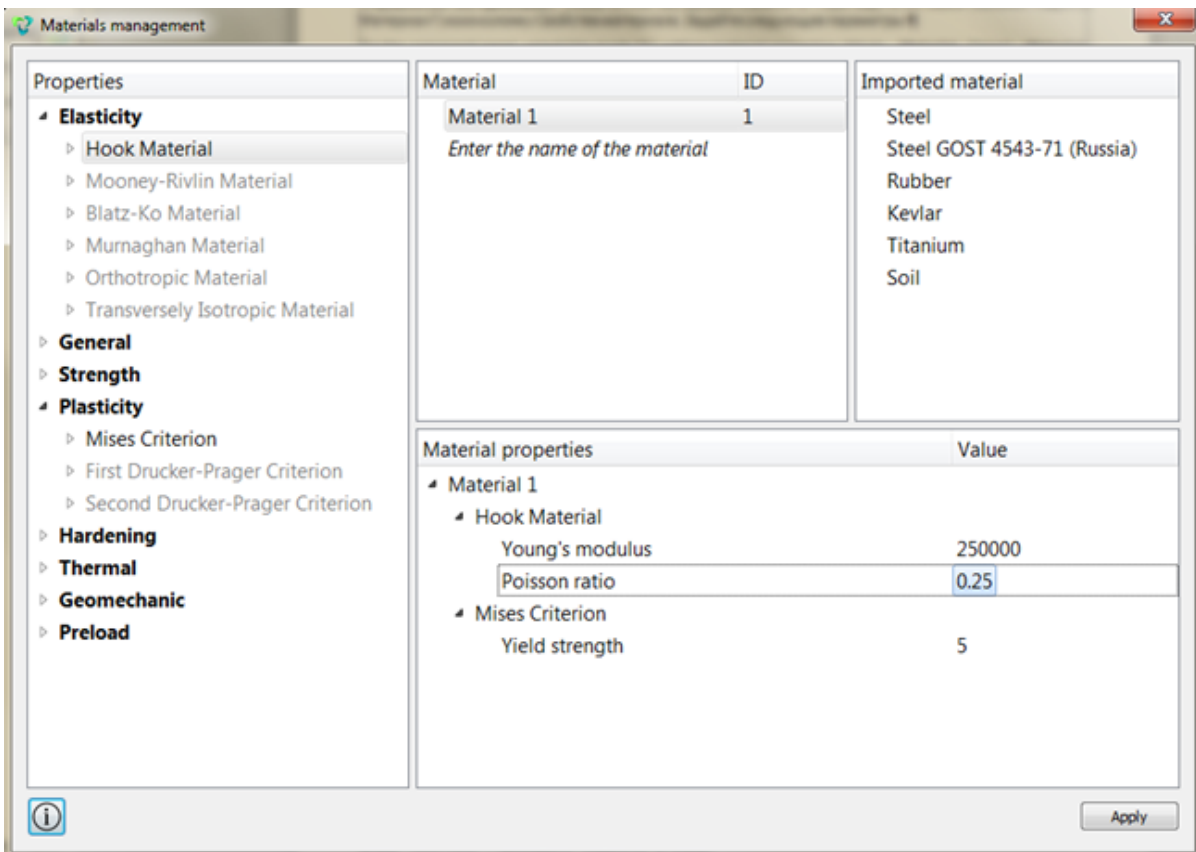 Materials management
Properties
Elasticity
Hook Material
Mooney-Rivlin Material
Blatz-Ko Material
Murnaghan Material
Orthotropic Material
Transversely Isotropic Material
General
Strength
Plasticity
Mises Criterion
First Drucker-Prager Criterion
Second Drucker-Prager Criterion
Hardening
Thermal
Geomechanic
Preload
Material ID
Material 1 1
Enter the name of the material
Imported material
Steel
Steel GOST 4543-71 (Russia)
Rubber
Kevlar
Titanium
Soil
Material properties Value
Material 1
Hook Material
Young's modulus 250000
Poisson ratio 0.25
Mises Criterion
Yield strength 5
Apply